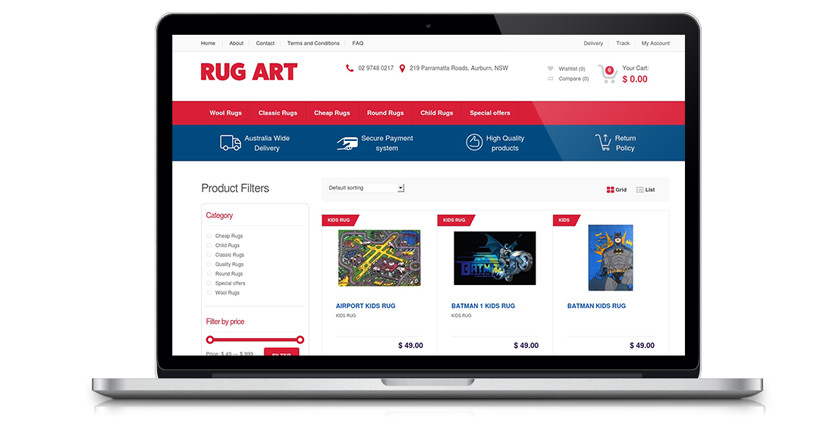 Home About Contact Terms and Conditions FAQ Delivery Track My Account
RUG ART
02 9748 0217 219 Parramatta Roads, Auburn, NSW
Wishlist (0)
Compare (0)
0
Your Cart:
$ 0.00
Wool Rugs Classic Rugs Cheap Rugs Round Rugs Child Rugs Special offers
Australia Wide
Delivery
Secure Payment
system
High Quality
products
Return
Policy
Product Filters
Category
Cheap Rugs
Child Rugs
Classic Rugs
Quality Rugs
Round Rugs
Special offers
Wool Rugs
Filter by price
Price: $ 49 — $ 999 FILTER
Default sorting Grid List
KIDS RUG
AIRPORT KIDS RUG
KIDS RUG
$ 49.00
KIDS RUG
BATMAN 1 KIDS RUG
KIDS RUG
$ 49.00
KIDS
BATMAN KIDS RUG
$ 49.00